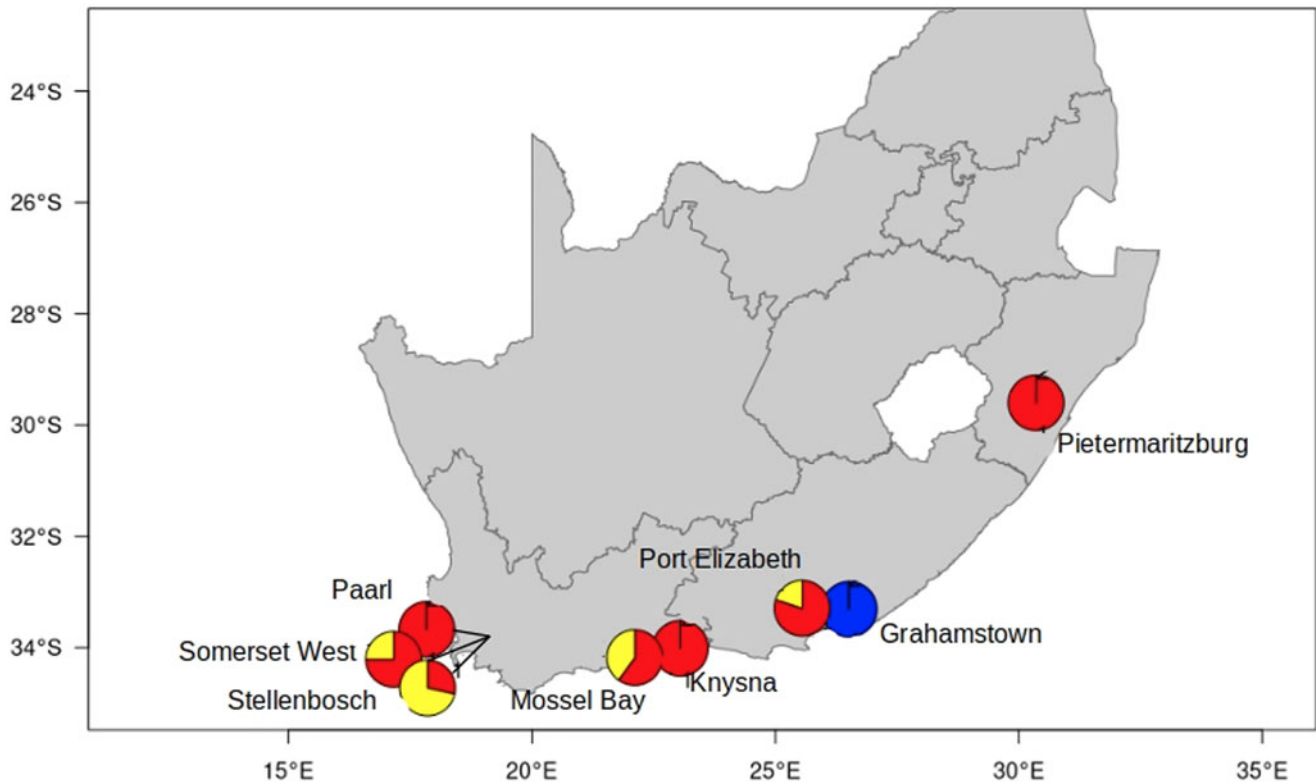 24°S
26°S
28°S
30°S
Pietermaritzburg
32°S
Port Elizabeth
Paarl
Grahamstown
34°S
Somerset West
Knysna
Stellenbosch
Mossel Bay
15°E
20°E
25°E
30°E
35°E